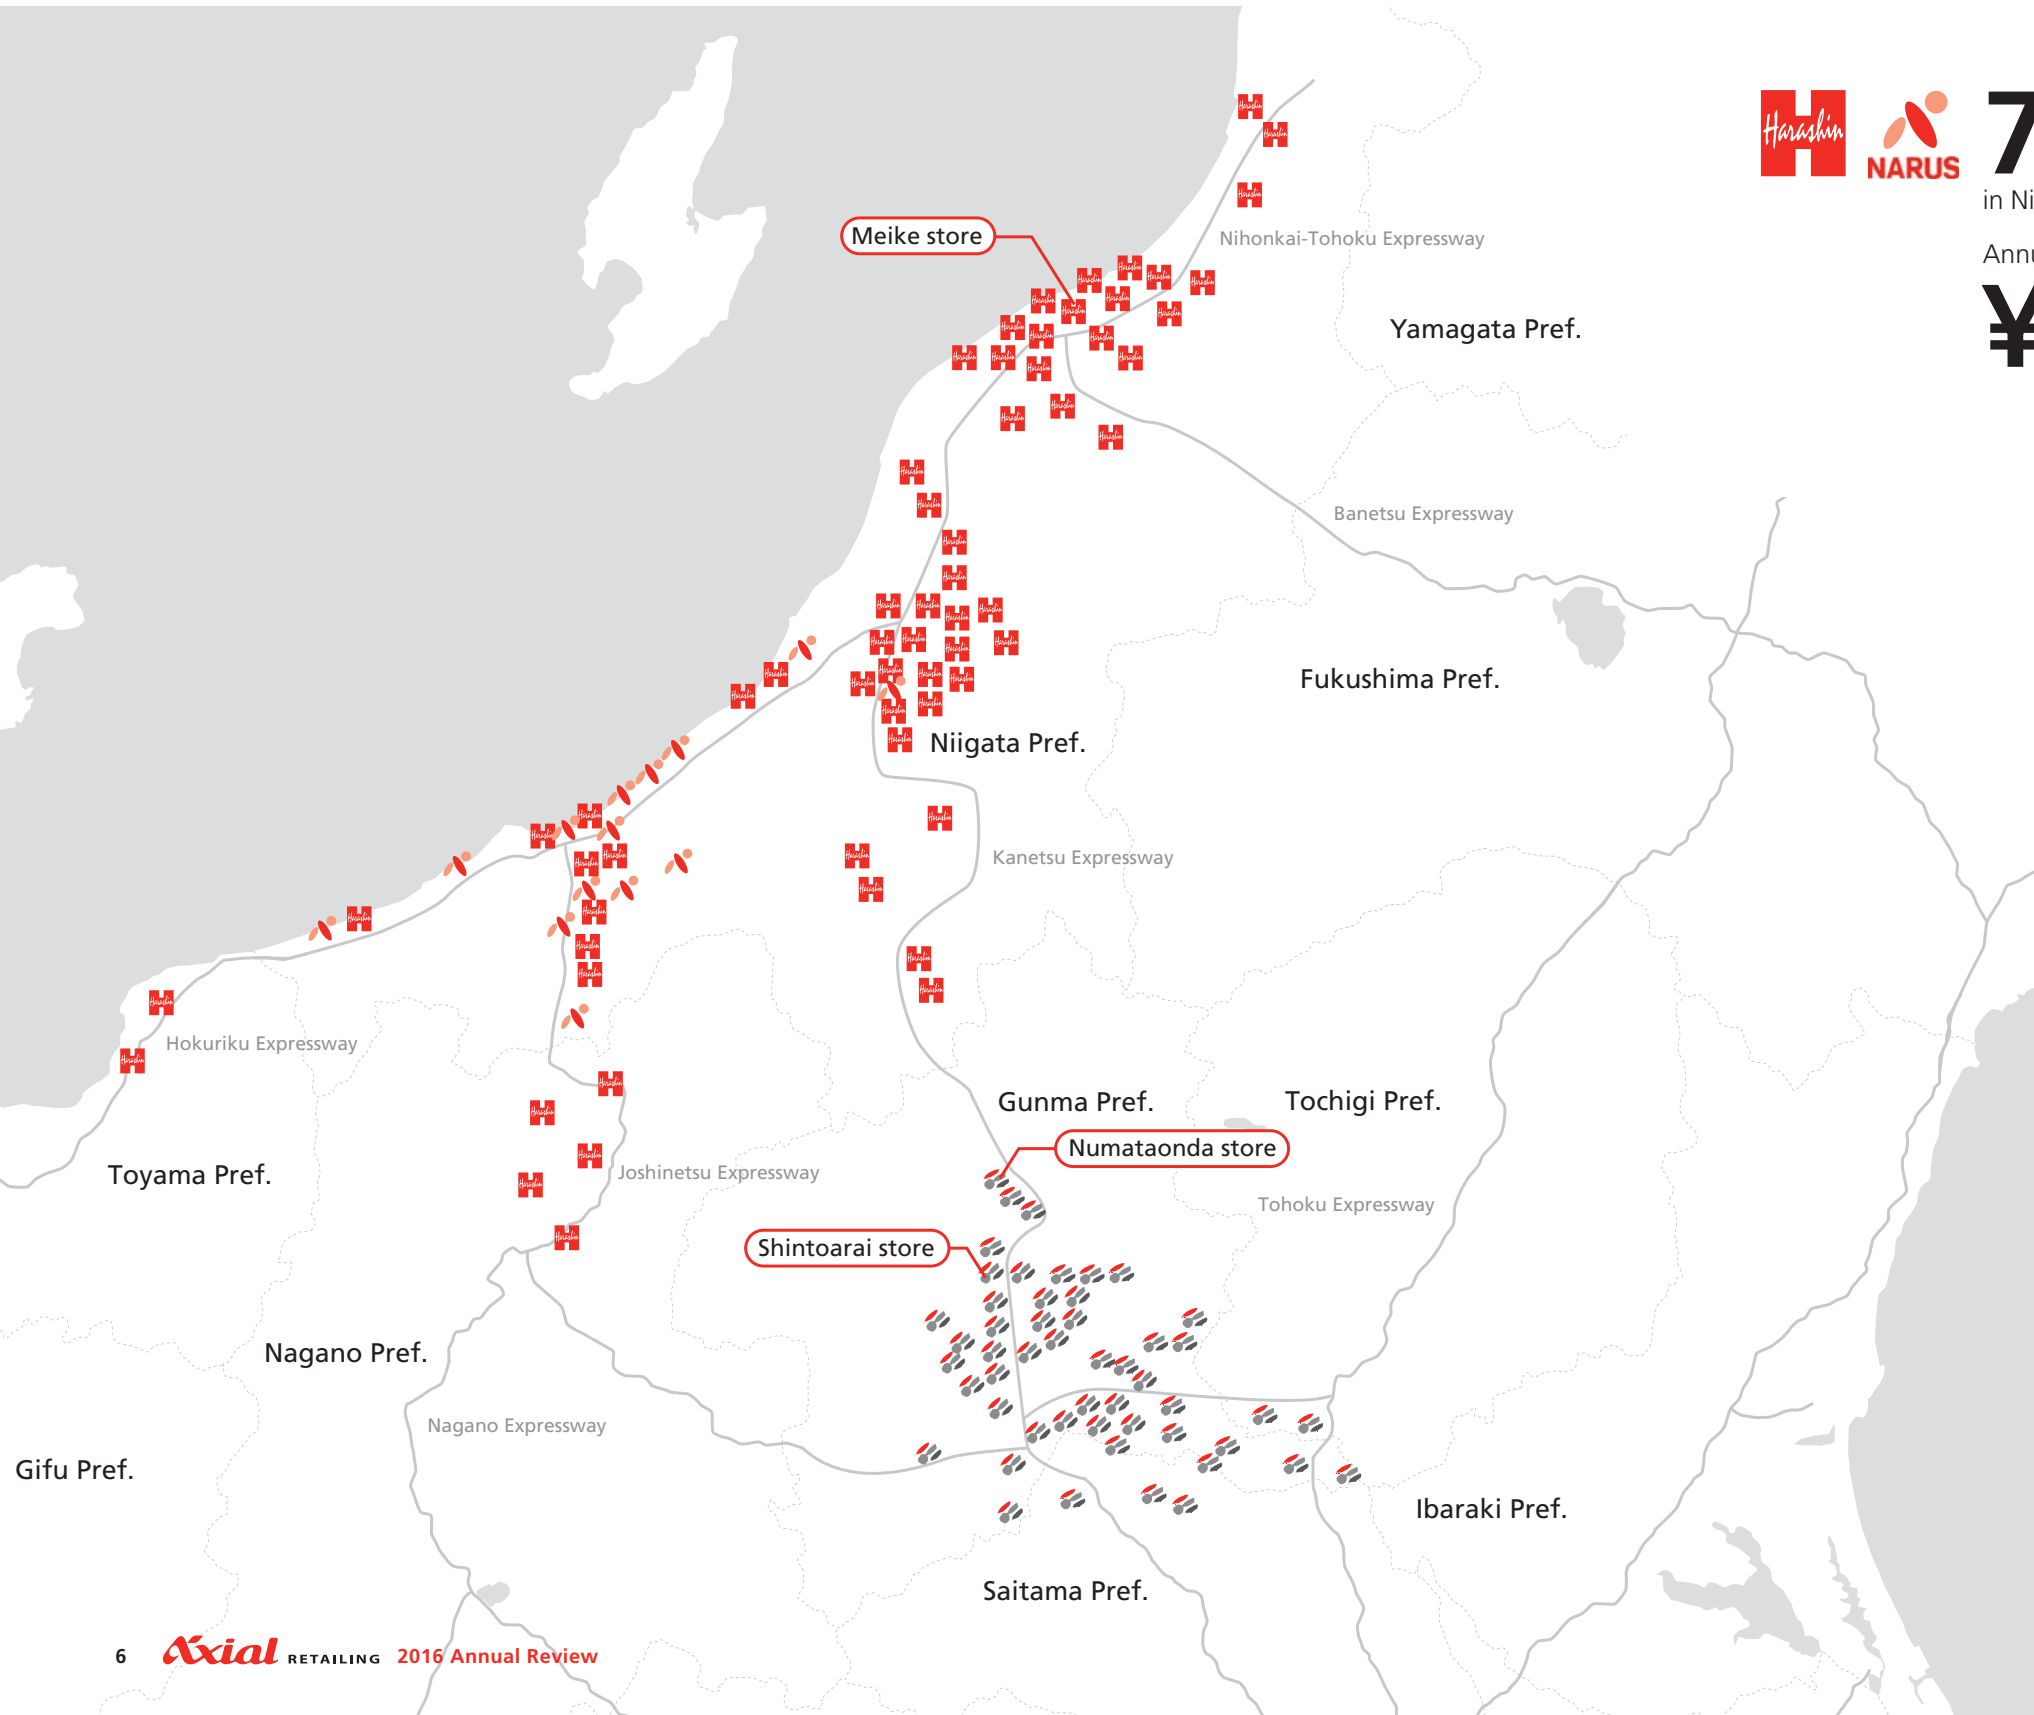 Harashin
NARUS
7
in Ni
Annu
¥
Meike store
Nihonkai-Tohoku Expressway
Yamagata Pref.
Banetsu Expressway
Fukushima Pref.
Niigata Pref.
Kanetsu Expressway
Hokuriku Expressway
Gunma Pref.
Tochigi Pref.
Numataonda store
Toyama Pref.
Joshinetsu Expressway
Tohoku Expressway
Shintoarai store
Nagano Pref.
Nagano Expressway
Gifu Pref.
Ibaraki Pref.
Saitama Pref.
6 Axial RETAILING 2016 Annual Review